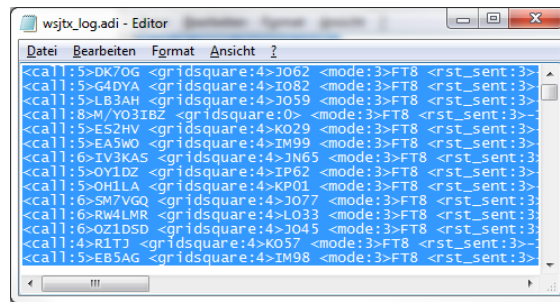 wsjtx_log.adi - Editor
Datei Bearbeiten Format Ansicht ?
<call:5>DK7OG <gridsquare:4>JO62 <mode:3>FT8 <rst_sent:3>
<call:5>G4DYA <gridsquare:4>IO82 <mode:3>FT8 <rst_sent:3>
<call:5>LB3AH <gridsquare:4>JO59 <mode:3>FT8 <rst_sent:3>
<call:8>M/YO3IBZ <gridsquare:0> <mode:3>FT8 <rst_sent:3>-1
<call:5>ES2HV <gridsquare:4>KO29 <mode:3>FT8 <rst_sent:3>
<call:5>EA5WO <gridsquare:4>IM99 <mode:3>FT8 <rst_sent:3>
<call:6>IV3KAS <gridsquare:4>JN65 <mode:3>FT8 <rst_sent:3
<call:5>OY1DZ <gridsquare:4>IP62 <mode:3>FT8 <rst_sent:3>
<call:5>OH1LA <gridsquare:4>KP01 <mode:3>FT8 <rst_sent:3>
<call:6>SM7VGQ <gridsquare:4>JO77 <mode:3>FT8 <rst_sent:3
<call:6>RW4LMR <gridsquare:4>LO33 <mode:3>FT8 <rst_sent:3
<call:6>OZ1DSD <gridsquare:4>JO45 <mode:3>FT8 <rst_sent:3
<call:4>R1TJ <gridsquare:4>KO57 <mode:3>FT8 <rst_sent:3>-
<call:5>EB5AG <gridsquare:4>IM98 <mode:3>FT8 <rst_sent:3>